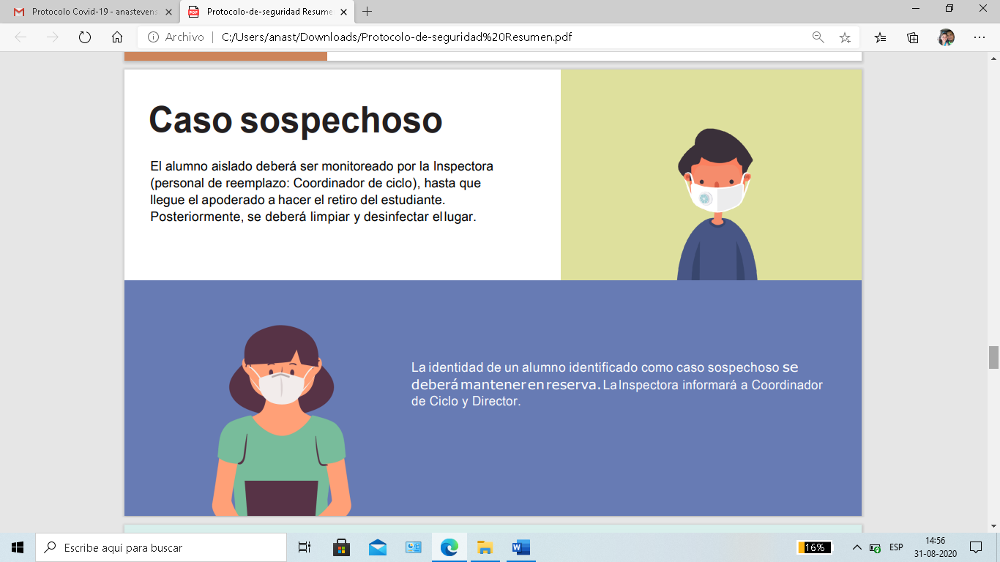 Protocolo Covid-19 - anastevens
Protocolo-de-seguridad Resume
Archivo
C:/Users/anast/Downloads/Protocolo-de-seguridad%20Resumen.pdf
Caso sospechoso
El alumno aislado deberá ser monitoreado por la Inspectora
(personal de reemplazo: Coordinador de ciclo), hasta que
llegue el apoderado a hacer el retiro del estudiante.
Posteriormente, se deberá limpiar y desinfectar el lugar.
La identidad de un alumno identificado como caso sospechoso se
deberá mantener en reserva. La Inspectora informará a Coordinador
de Ciclo y Director.
Escribe aquí para buscar
16%
ESP
14:56
31-08-2020